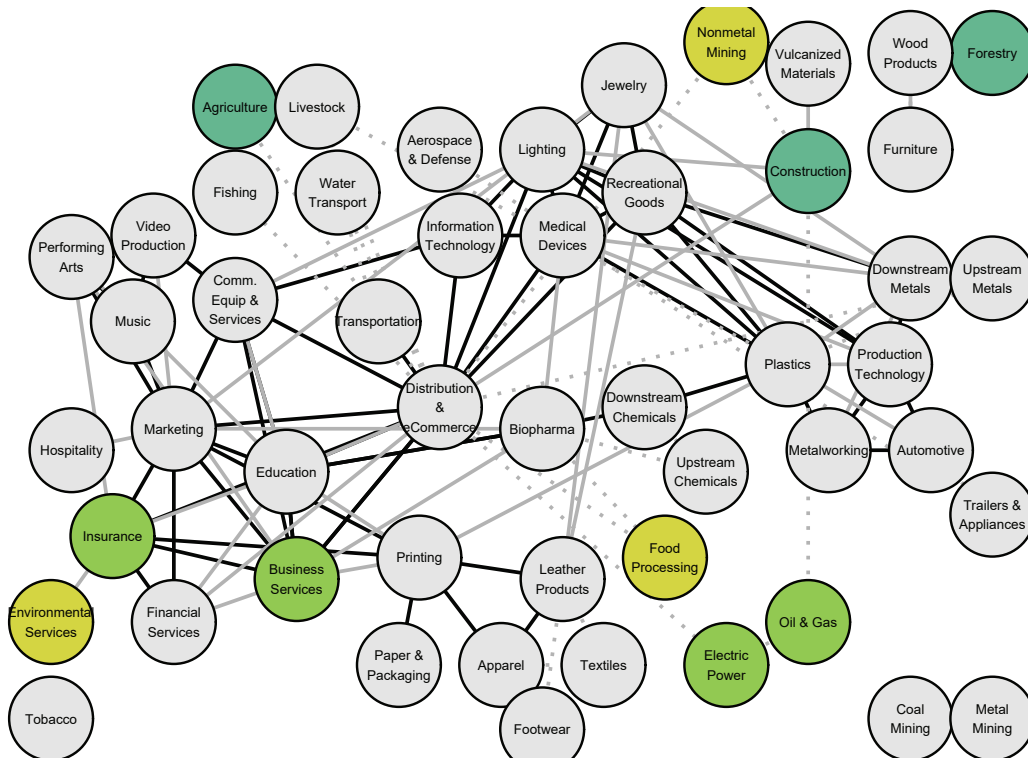 Nonmetal
Mining
Vulcanized
Materials
Wood
Products
Forestry
Jewelry
Agriculture
Livestock
Aerospace
& Defense
Lighting
Furniture
Construction
Fishing
Water
Transport
Recreational
Goods
Performing
Arts
Video
Production
Information
Technology
Medical
Devices
Comm.
Equip &
Services
Downstream
Metals
Upstream
Metals
Music
Transportation
Plastics
Production
Technology
Distribution
&
eCommerce
Downstream
Chemicals
Marketing
Biopharma
Hospitality
Education
Upstream
Chemicals
Metalworking
Automotive
Trailers &
Appliances
Insurance
Business
Services
Printing
Leather
Products
Food
Processing
Environmental
Services
Financial
Services
Oil & Gas
Paper &
Packaging
Apparel
Textiles
Electric
Power
Tobacco
Footwear
Coal
Mining
Metal
Mining